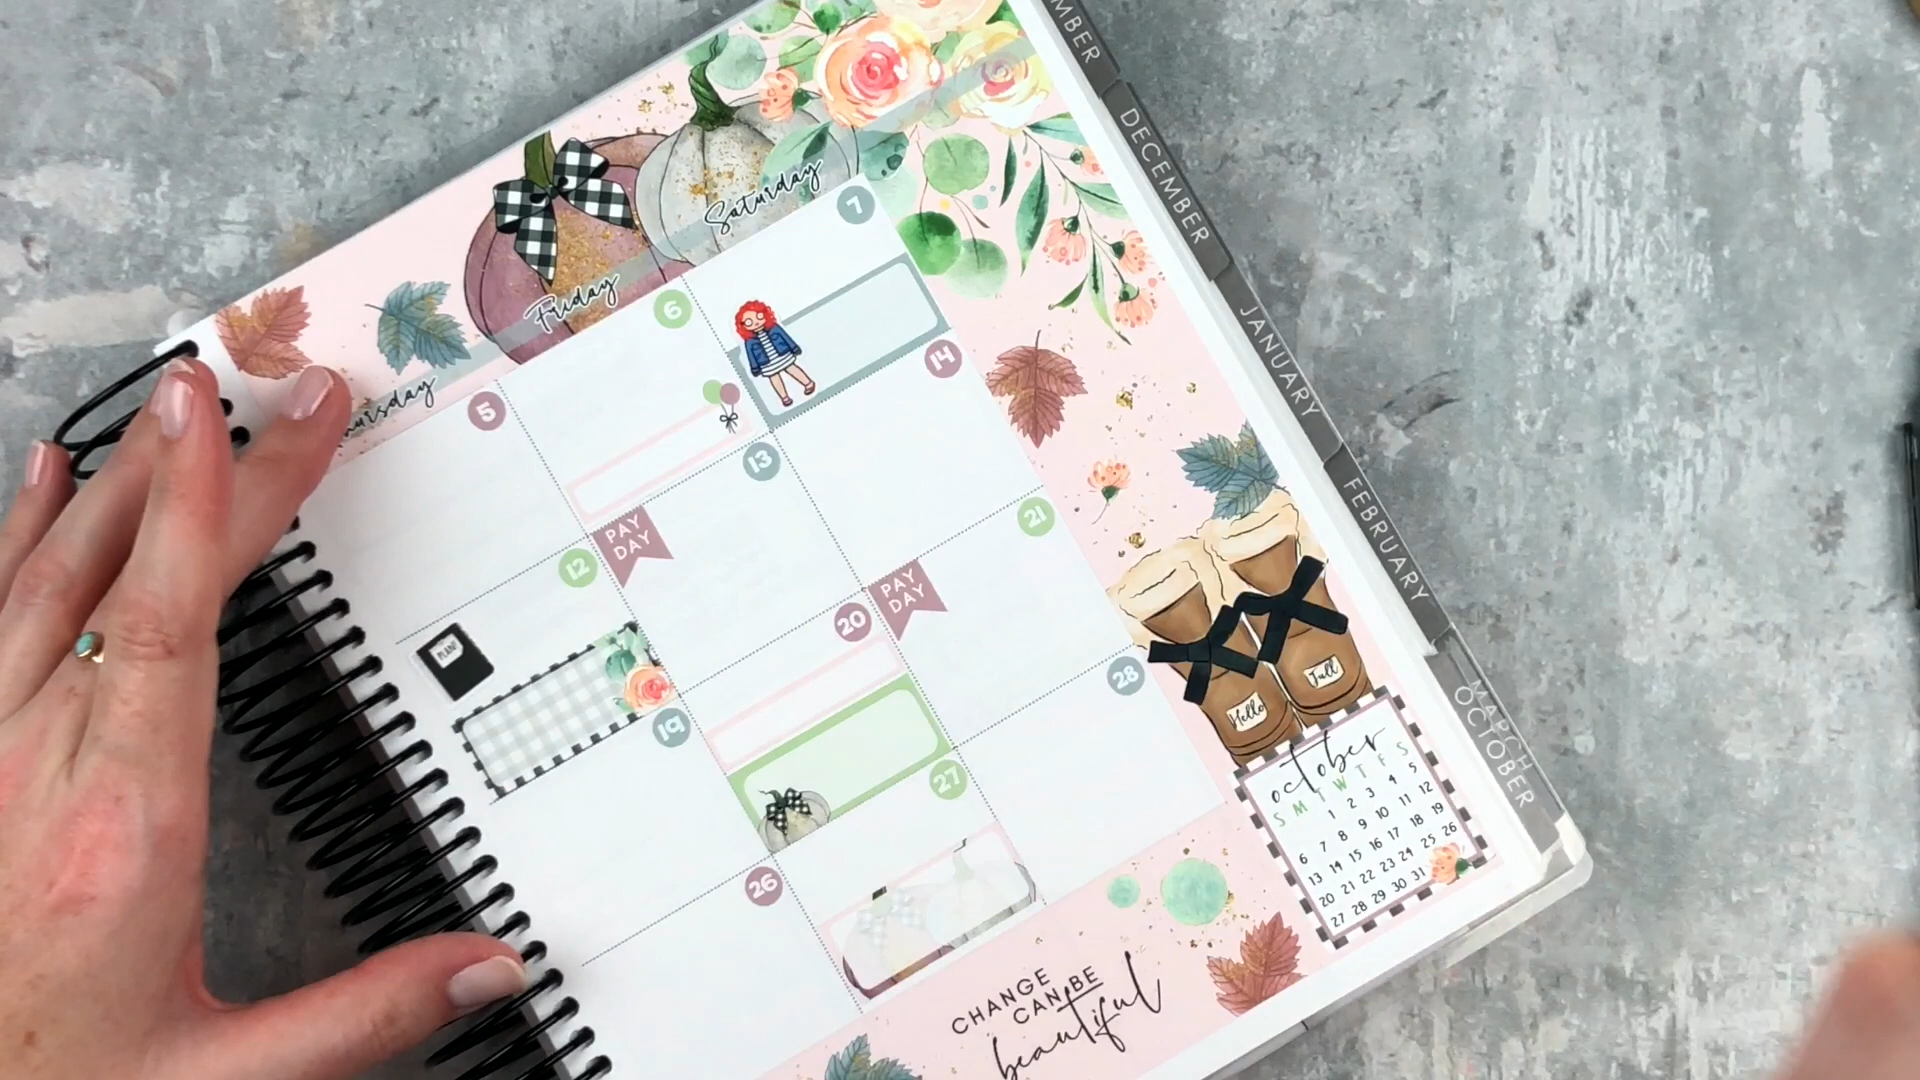 MBER
DECEMBER
JANUARY
FEBRUARY
MARCH
OCTOBER
Saturday
Friday
hursday
7
6
5
14
13
12
PAY
DAY
21
20
19
PAY
DAY
28
27
26
PLAN
Hello
Fall
october
S M T W T F S
1 2 3 4 5
6 7 8 9 10 11 12
13 14 15 16 17 18 19
20 21 22 23 24 25 26
27 28 29 30 31
CHANGE
CAN BE
beautiful